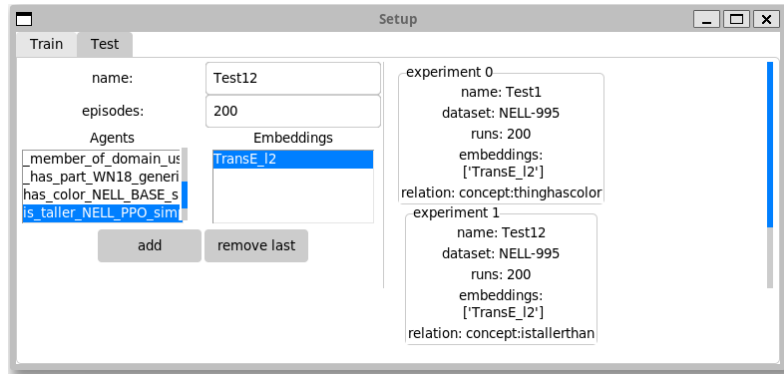 Setup
Train Test
name: Test12
episodes: 200
Agents Embeddings
_member_of_domain_us
_has_part_WN18_generi
has_color_NELL_BASE_s
is_taller_NELL_PPO_sim
TransE_l2
add remove last
experiment 0
name: Test1
dataset: NELL-995
runs: 200
embeddings:
['TransE_l2']
relation: concept:thinghascolor
experiment 1
name: Test12
dataset: NELL-995
runs: 200
embeddings:
['TransE_l2']
relation: concept:istallerthan